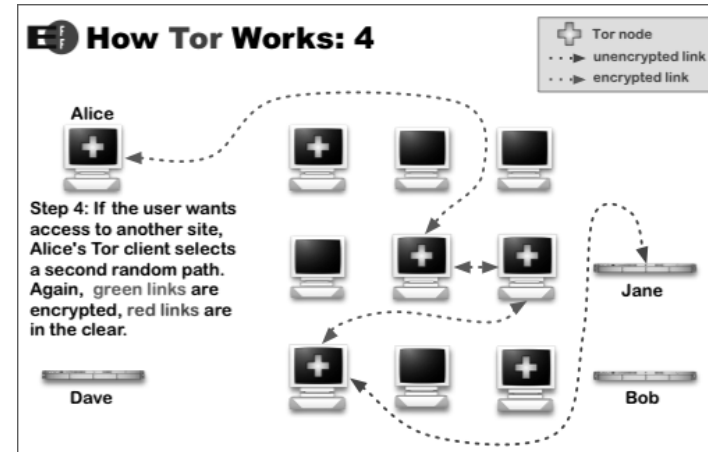 E F F How Tor Works: 4
Tor node
unencrypted link
encrypted link
Alice
Step 4: If the user wants
access to another site,
Alice's Tor client selects
a second random path.
Again, green links are
encrypted, red links are
in the clear.
Jane
Dave
Bob